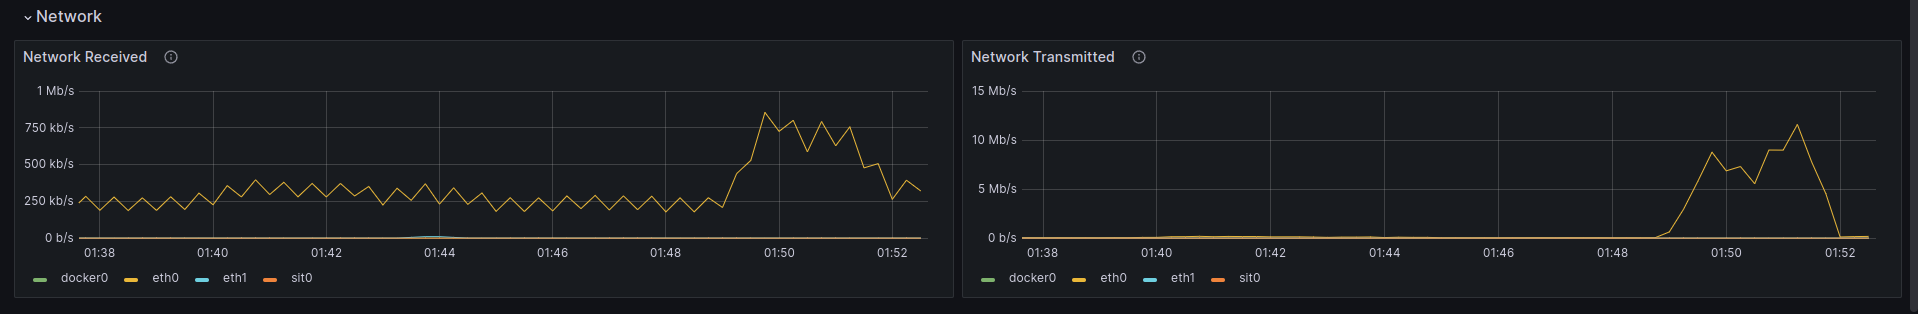 Network
Network Received
1 Mb/s
750 kb/s
500 kb/s
250 kb/s
0 b/s
01:38 01:40 01:42 01:44 01:46 01:48 01:50 01:52
docker0 eth0 eth1 sit0
Network Transmitted
15 Mb/s
10 Mb/s
5 Mb/s
0 b/s
01:38 01:40 01:42 01:44 01:46 01:48 01:50 01:52
docker0 eth0 eth1 sit0